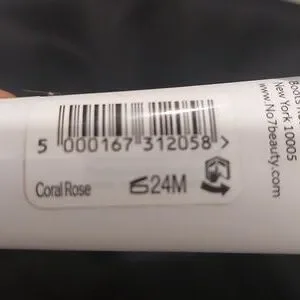 5 000167 312058 >
Coral Rose
24M
New York 10005
www.No7beauty.com